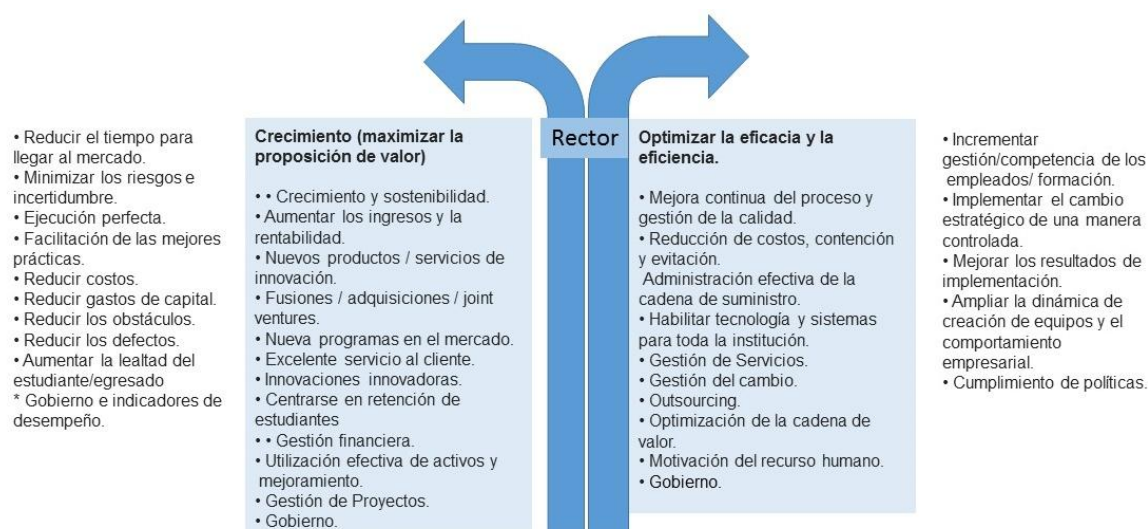 • Reducir el tiempo para
llegar al mercado.
• Minimizar los riesgos e
incertidumbre.
• Ejecución perfecta.
• Facilitación de las mejores
prácticas.
• Reducir costos.
• Reducir gastos de capital.
• Reducir los obstáculos.
• Reducir los defectos.
• Aumentar la lealtad del
estudiante/egresado
* Gobierno e indicadores de
desempeño.
Crecimiento (maximizar la
proposición de valor)
• • Crecimiento y sostenibilidad.
• Aumentar los ingresos y la
rentabilidad.
• Nuevos productos / servicios de
innovación.
• Fusiones / adquisiciones / joint
ventures.
• Nueva programas en el mercado.
• Excelente servicio al cliente.
• Innovaciones innovadoras.
• Centrarse en retención de
estudiantes
• • Gestión financiera.
• Utilización efectiva de activos y
mejoramiento.
• Gestión de Proyectos.
• Gobierno.
Rector
Optimizar la eficacia y la
eficiencia.
• Mejora continua del proceso y
gestión de la calidad.
• Reducción de costos, contención
y evitación.
Administración efectiva de la
cadena de suministro.
• Habilitar tecnología y sistemas
para toda la institución.
• Gestión de Servicios.
• Gestión del cambio.
• Outsourcing.
• Optimización de la cadena de
valor.
• Motivación del recurso humano.
• Gobierno.
• Incrementar
gestión/competencia de los
empleados/ formación.
• Implementar el cambio
estratégico de una manera
controlada.
• Mejorar los resultados de
implementación.
• Ampliar la dinámica de
creación de equipos y el
comportamiento
empresarial.
• Cumplimiento de políticas.